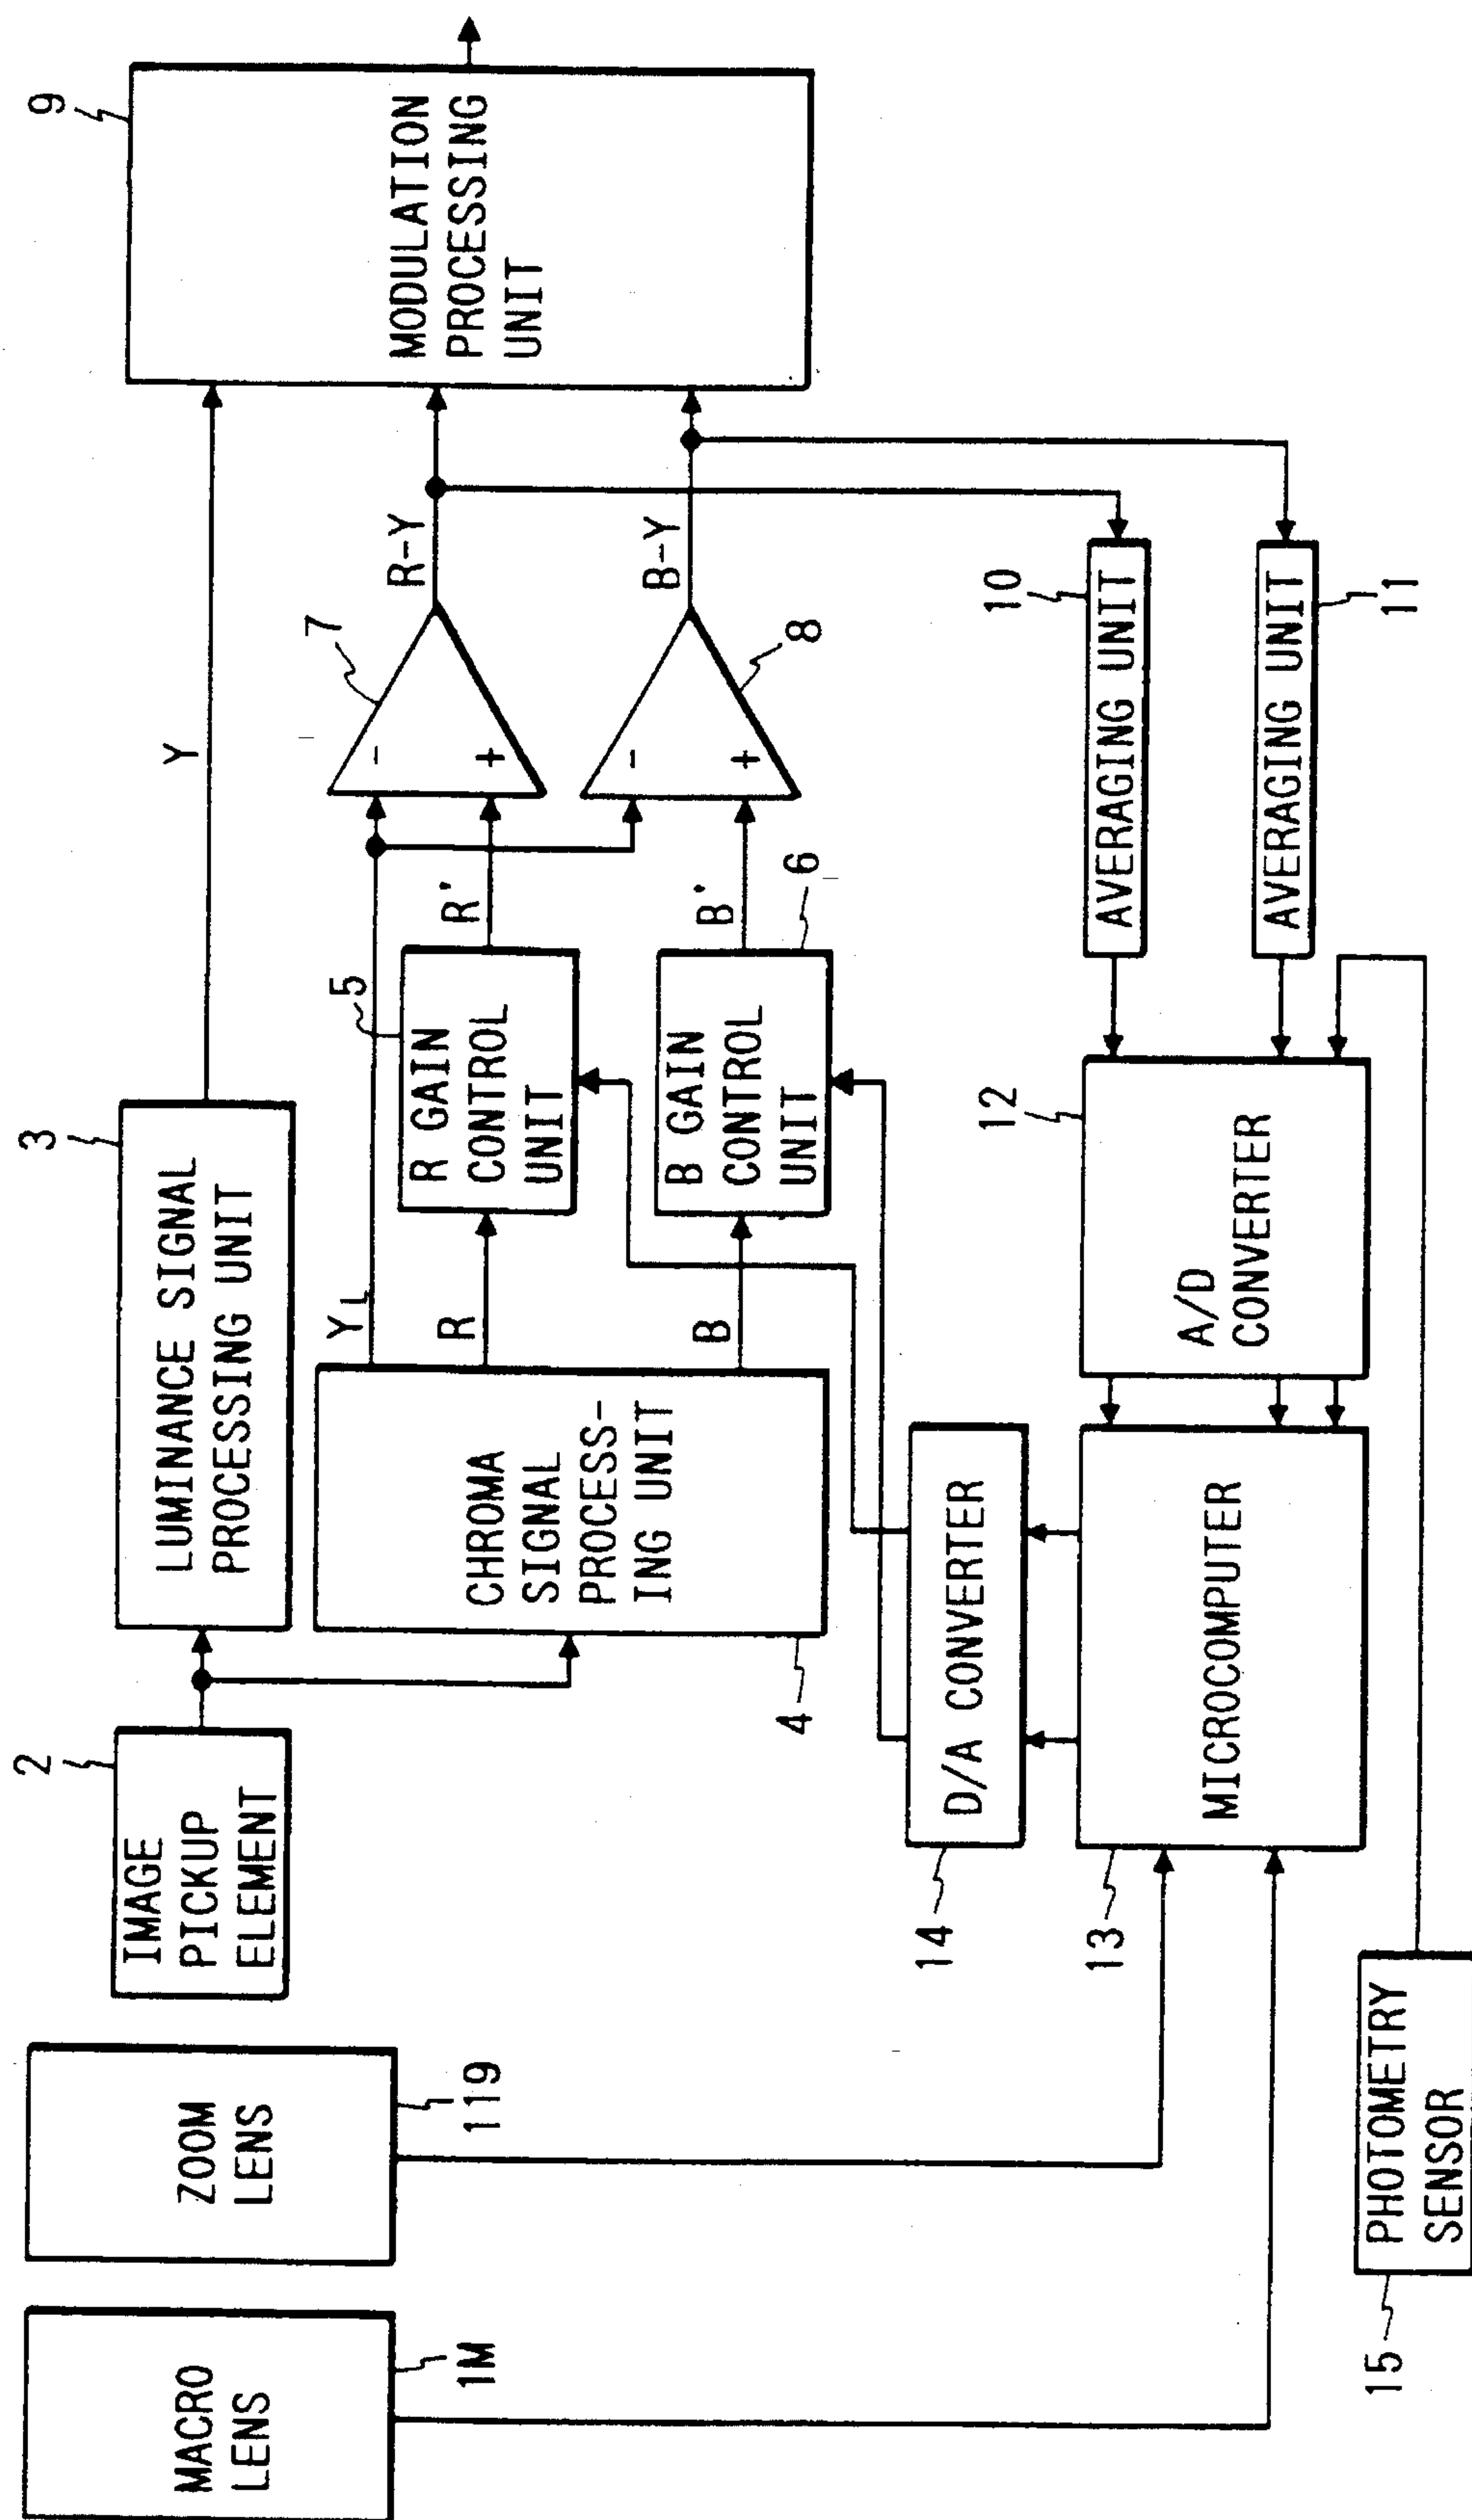 MACRO
LENS
1M
ZOOM
LENS
119
IMAGE
PICKUP
ELEMENT
2
LUMINANCE SIGNAL
PROCESSING UNIT
3
Y
CHROMA
SIGNAL
PROCESS-
ING UNIT
4
YL
R
B
R GAIN
CONTROL
UNIT
5
B GAIN
CONTROL
UNIT
6
R'
B'
-
+
7
-
+
8
R-Y
B-Y
MODULATION
PROCESSING
UNIT
9
AVERAGING UNIT
10
AVERAGING UNIT
11
A/D
CONVERTER
12
MICROCOMPUTER
13
D/A CONVERTER
14
PHOTOMETRY
SENSOR
15